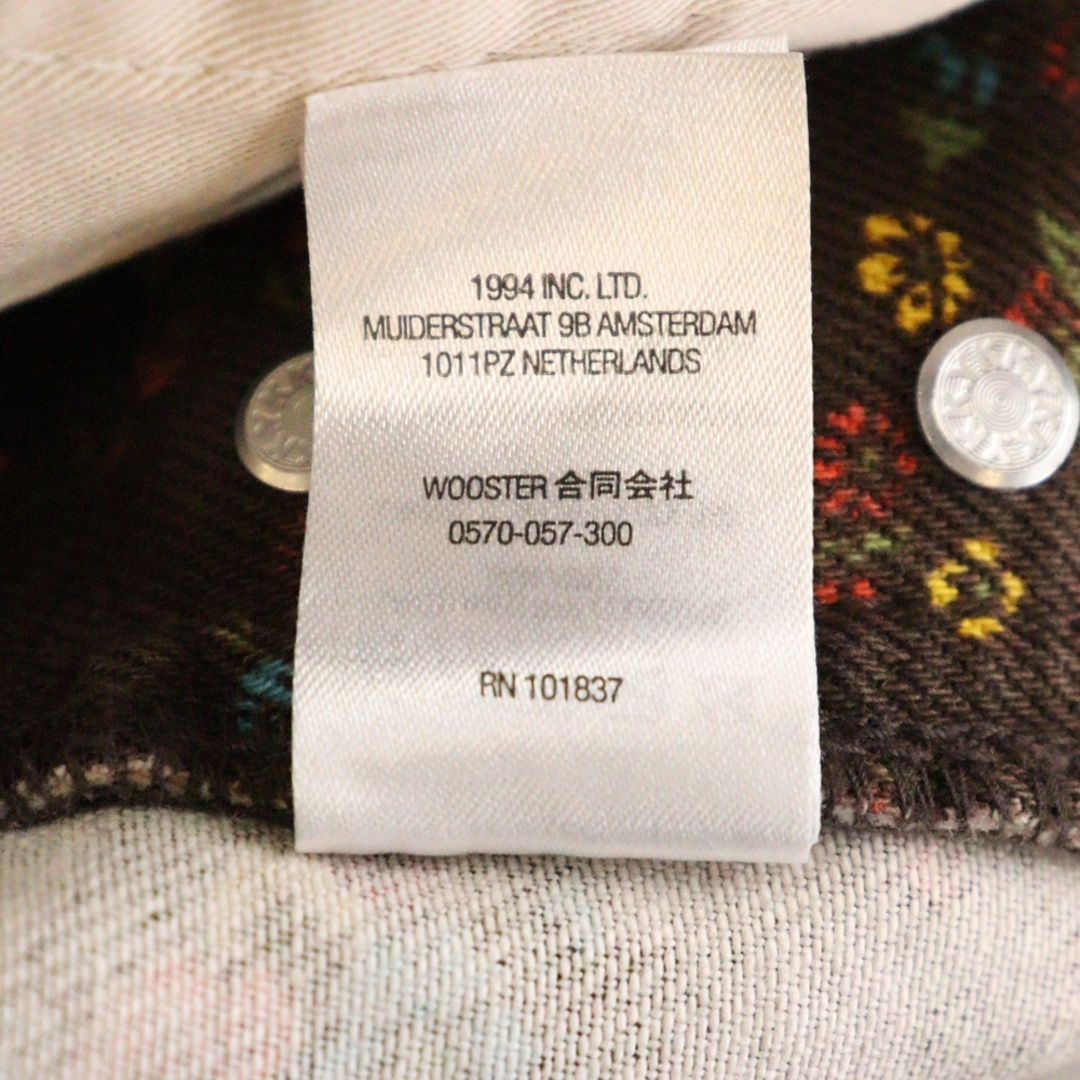 1994 INC. LTD.
MUIDERSTRAAT 9B AMSTERDAM
1011PZ NETHERLANDS
WOOSTER 合同会社
0570-057-300
RN 101837